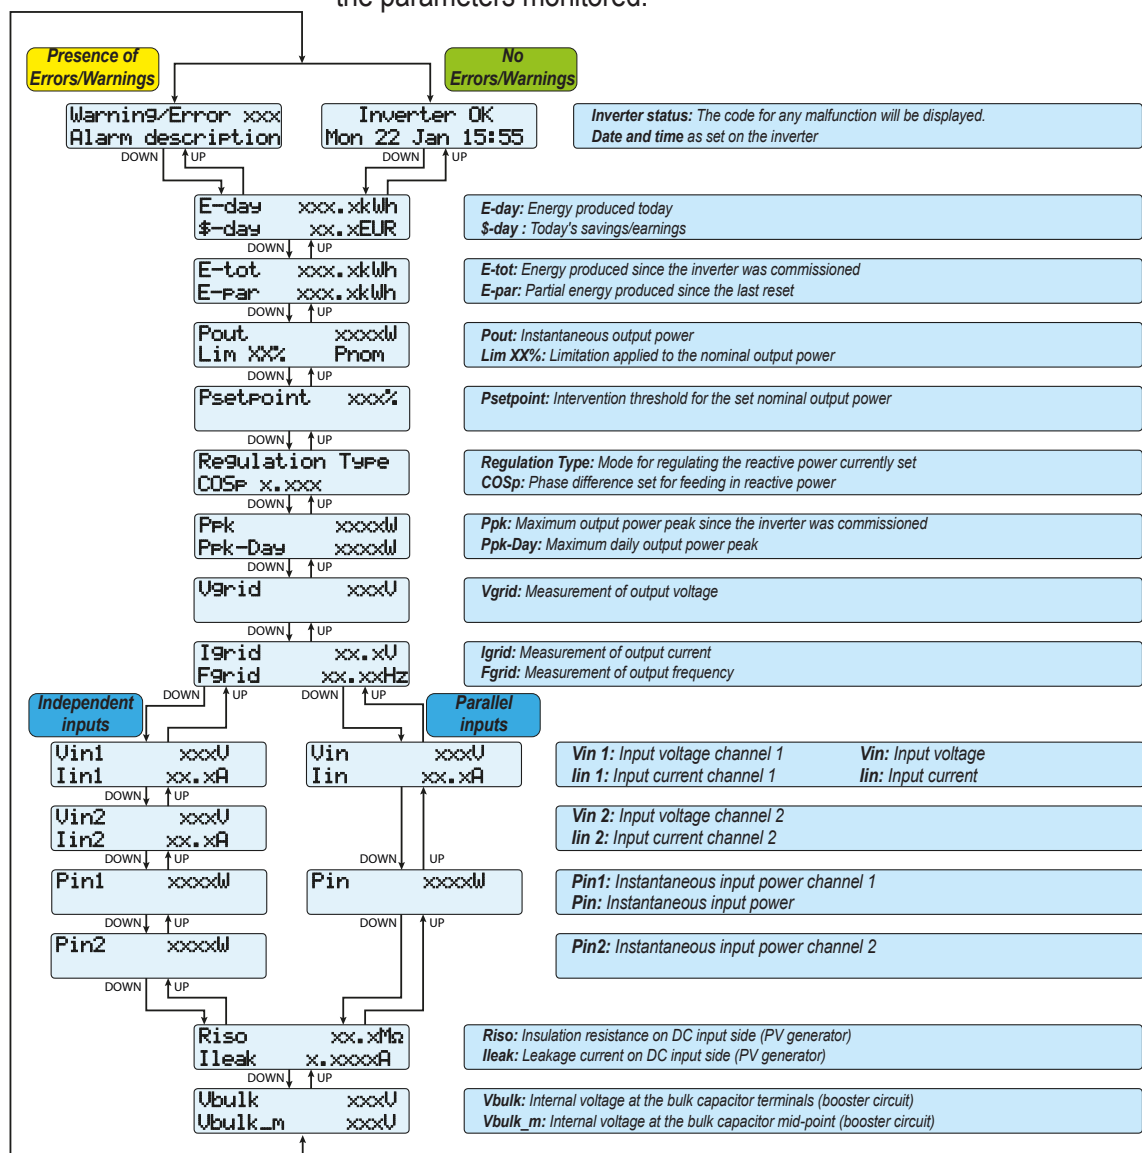 the parameters monitored.
Presence of
Errors/Warnings
No
Errors/Warnings
Warning/Error xxx
Alarm description
Inverter OK
Mon 22 Jan 15:55
Inverter status: The code for any malfunction will be displayed.
Date and time as set on the inverter
DOWN UP
DOWN UP
E-day xxx.xkWh
$-day xx.xEUR
E-day: Energy produced today
$-day : Today's savings/earnings
DOWN UP
E-tot xxx.xkWh
E-par xxx.xkWh
E-tot: Energy produced since the inverter was commissioned
E-par: Partial energy produced since the last reset
DOWN UP
Pout xxxxW
Lim XX% Pnom
Pout: Instantaneous output power
Lim XX%: Limitation applied to the nominal output power
DOWN UP
Psetpoint xxx%
Psetpoint: Intervention threshold for the set nominal output power
DOWN UP
Regulation Type
COSp x.xxx
Regulation Type: Mode for regulating the reactive power currently set
COSp: Phase difference set for feeding in reactive power
DOWN UP
Ppk xxxxW
Ppk-Day xxxxW
Ppk: Maximum output power peak since the inverter was commissioned
Ppk-Day: Maximum daily output power peak
DOWN UP
Vgrid xxxV
Vgrid: Measurement of output voltage
DOWN UP
Igrid xx.xV
Fgrid xx.xxHz
Igrid: Measurement of output current
Fgrid: Measurement of output frequency
DOWN UP
DOWN UP
Independent
inputs
Parallel
inputs
Vin1 xxxV
Iin1 xx.xA
Vin xxxV
Iin xx.xA
Vin 1: Input voltage channel 1 Vin: Input voltage
Iin 1: Input current channel 1 Iin: Input current
DOWN UP
Vin2 xxxV
Iin2 xx.xA
Vin 2: Input voltage channel 2
Iin 2: Input current channel 2
DOWN UP
DOWN UP
Pin1 xxxxW
Pin xxxxW
Pin1: Instantaneous input power channel 1
Pin: Instantaneous input power
DOWN UP
DOWN UP
Pin2 xxxxW
Pin2: Instantaneous input power channel 2
DOWN UP
Riso xx.xMΩ
Ileak x.xxxxA
Riso: Insulation resistance on DC input side (PV generator)
Ileak: Leakage current on DC input side (PV generator)
DOWN UP
Vbulk xxxV
Vbulk_m xxxV
Vbulk: Internal voltage at the bulk capacitor terminals (booster circuit)
Vbulk_m: Internal voltage at the bulk capacitor mid-point (booster circuit)